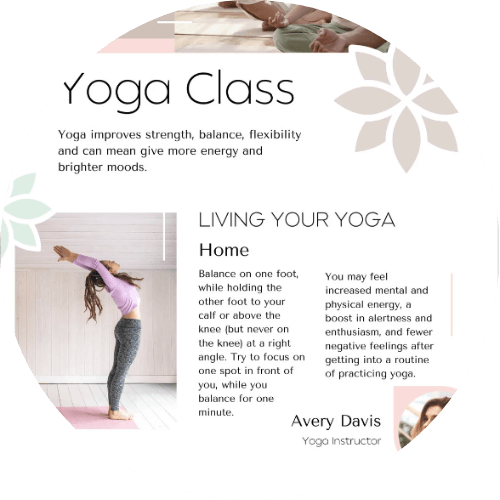 Yoga Class
Yoga improves strength, balance, flexibility
and can mean give more energy and
brighter moods.
LIVING YOUR YOGA
Home
Balance on one foot,
while holding the
other foot to your
calf or above the
knee (but never on
the knee) at a right
angle. Try to focus on
one spot in front of
you, while you
balance for one
minute.
You may feel
increased mental and
physical energy, a
boost in alertness and
enthusiasm, and fewer
negative feelings after
getting into a routine
of practicing yoga.
Avery Davis
Yoga Instructor